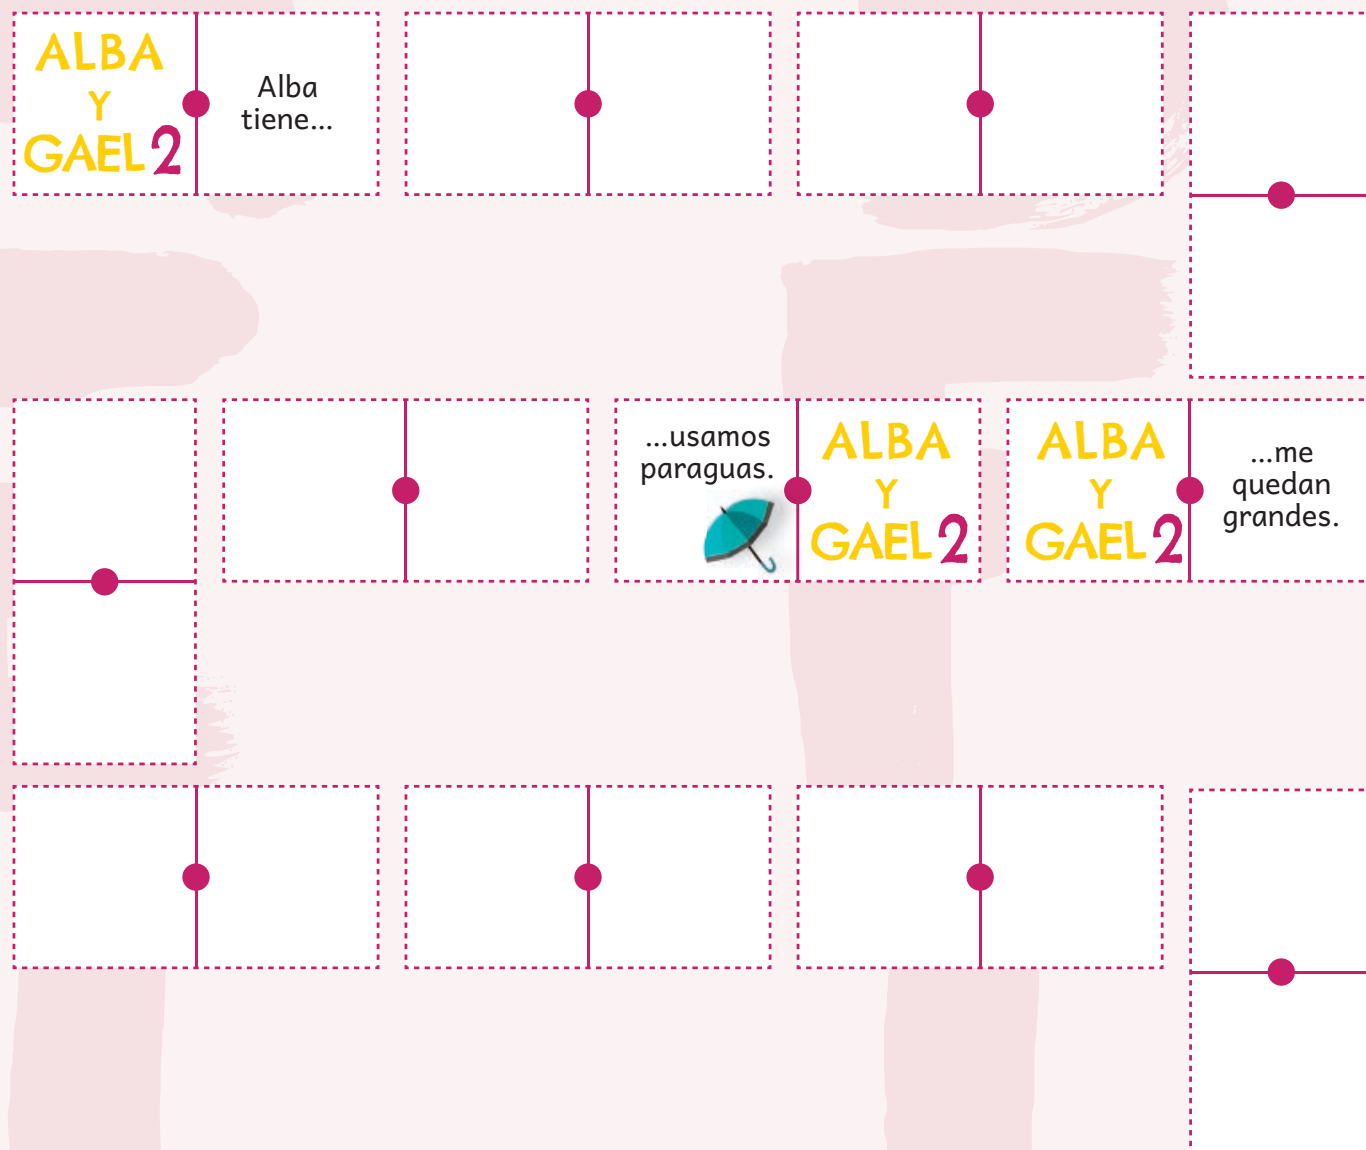 ALBA
Y
GAEL 2
Alba
tiene...
...usamos
paraguas.
ALBA
Y
GAEL 2
ALBA
Y
GAEL 2
...me
quedan
grandes.